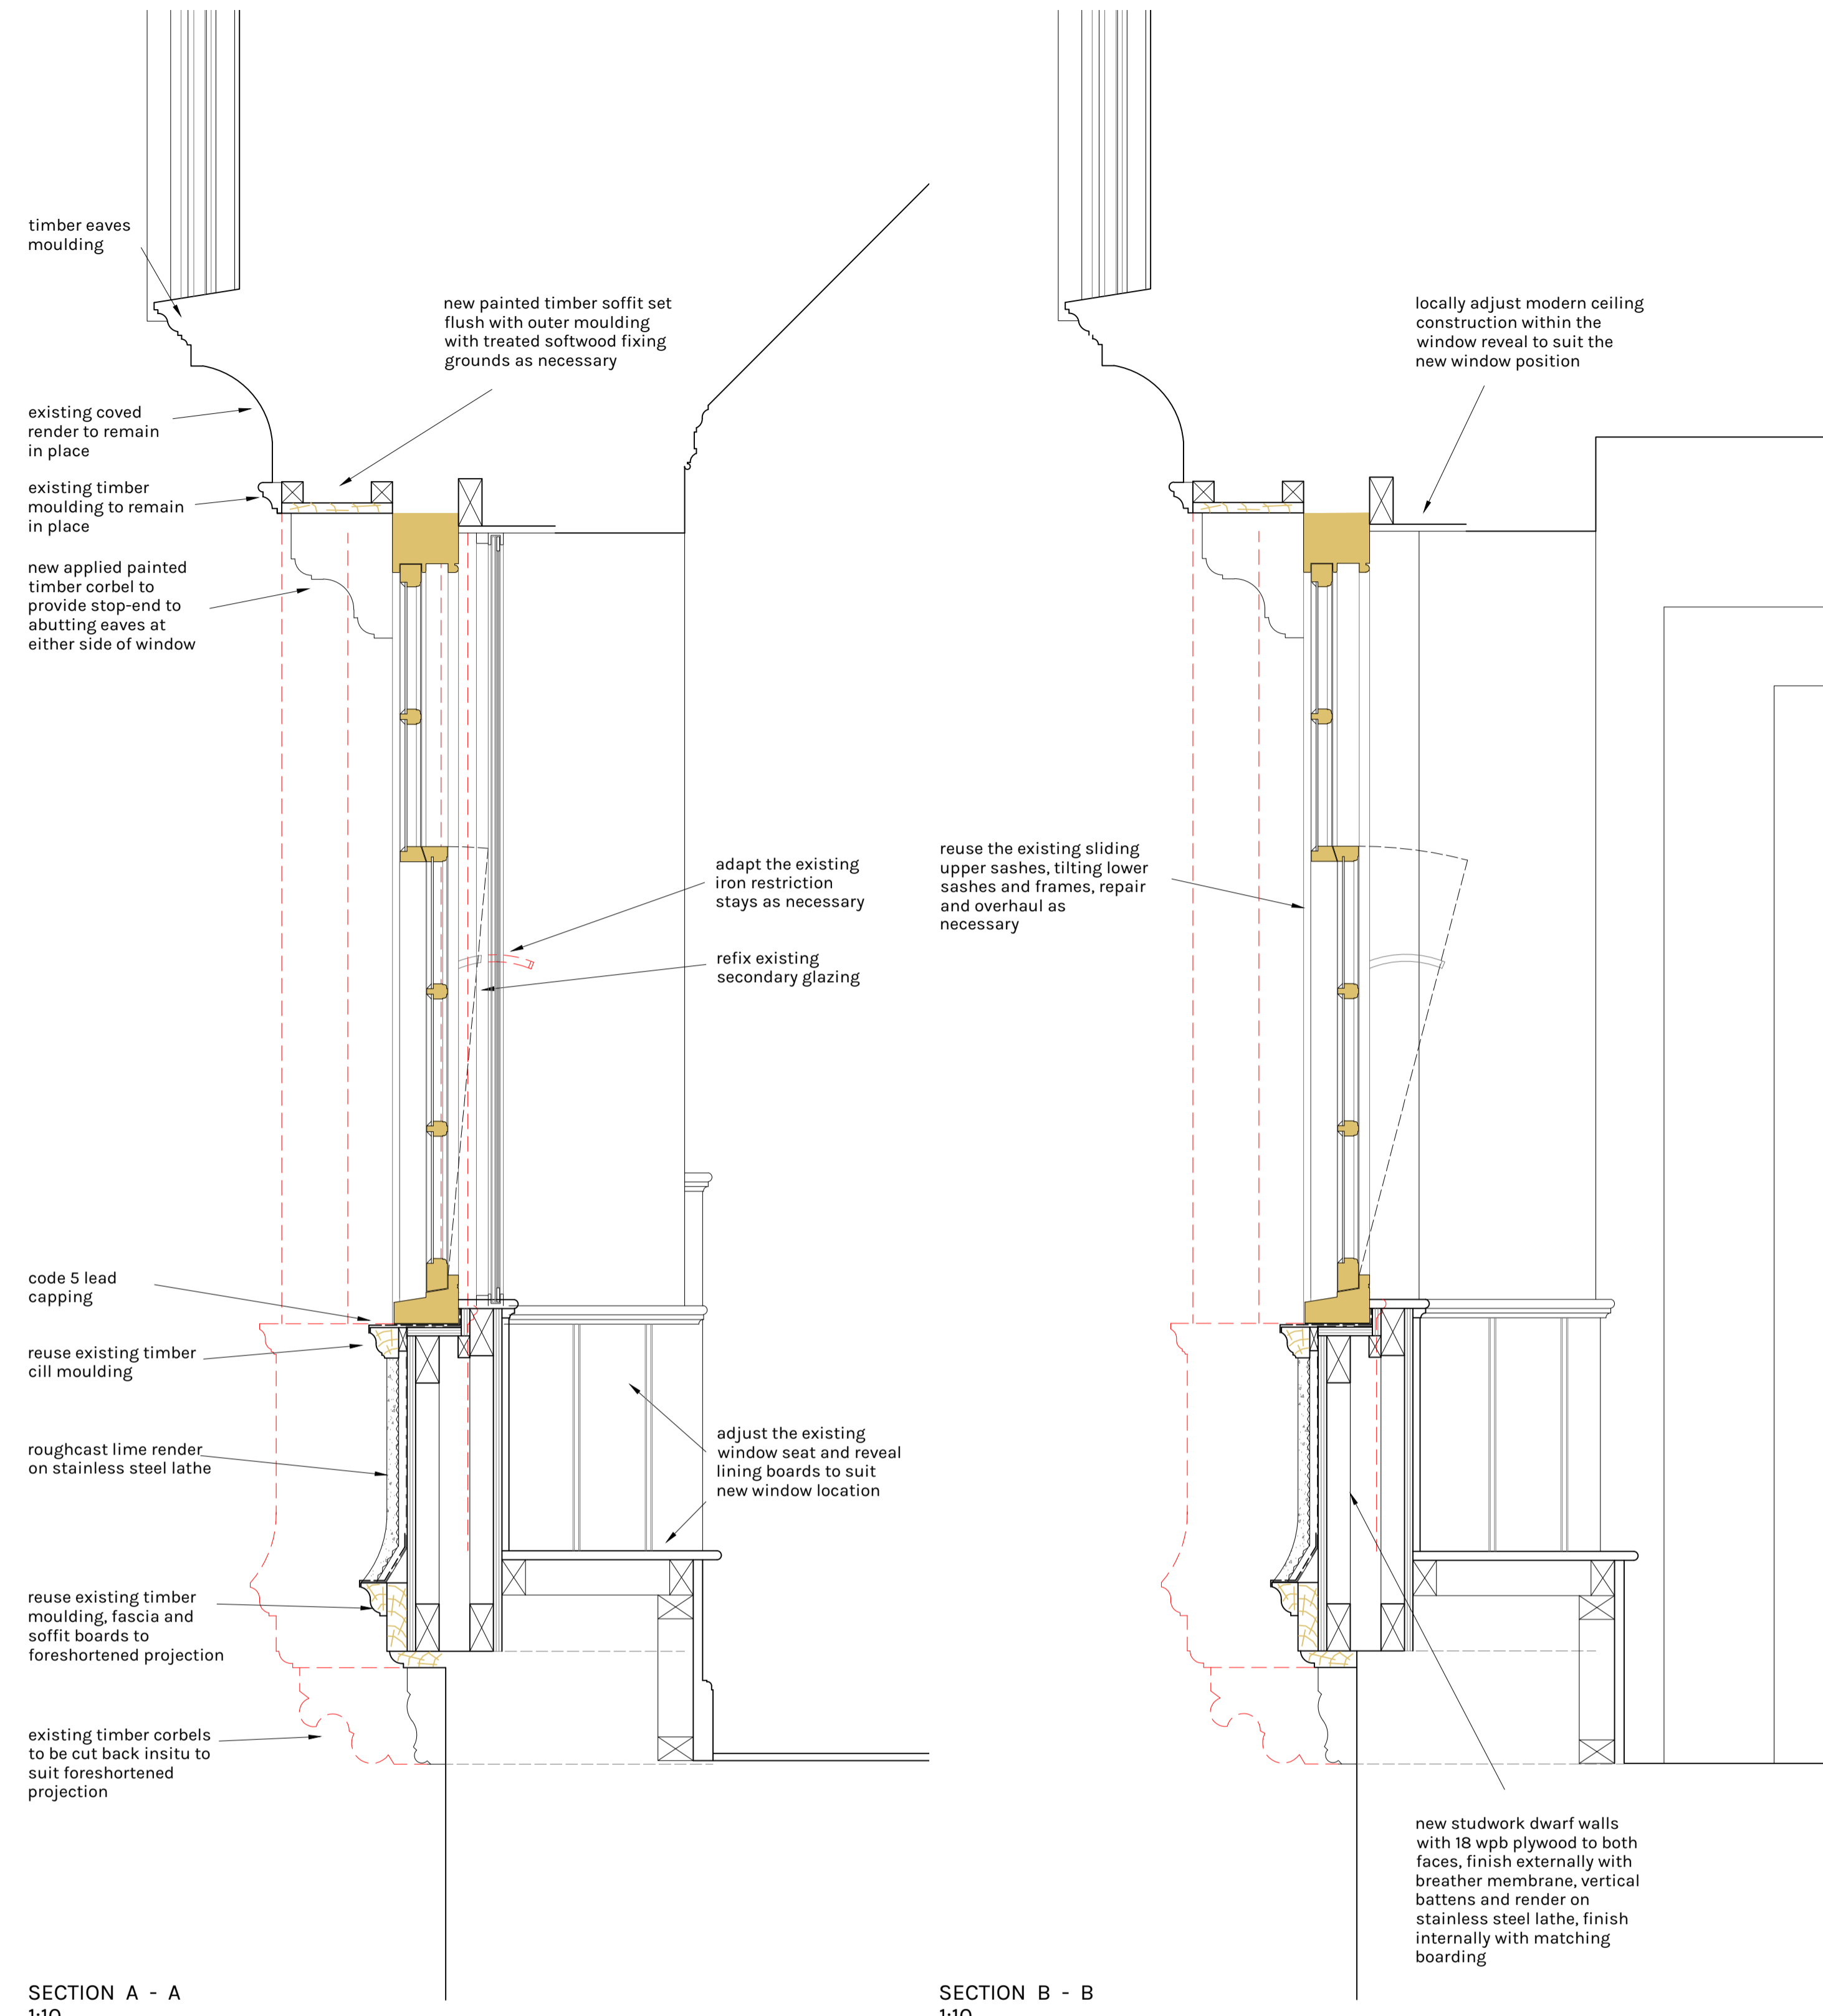 timber eaves
moulding
new painted timber soffit set
flush with outer moulding
with treated softwood fixing
grounds as necessary
existing coved
render to remain
in place
existing timber
moulding to remain
in place
new applied painted
timber corbel to
provide stop-end to
abutting eaves at
either side of window
adapt the existing
iron restriction
stays as necessary
refix existing
secondary glazing
code 5 lead
capping
reuse existing timber
cill moulding
roughcast lime render
on stainless steel lathe
adjust the existing
window seat and reveal
lining boards to suit
new window location
reuse existing timber
moulding, fascia and
soffit boards to
foreshortened projection
existing timber corbels
to be cut back insitu to
suit foreshortened
projection
SECTION A - A
1:10
locally adjust modern ceiling
construction within the
window reveal to suit the
new window position
reuse the existing sliding
upper sashes, tilting lower
sashes and frames, repair
and overhaul as
necessary
new studwork dwarf walls
with 18 wpb plywood to both
faces, finish externally with
breather membrane, vertical
battens and render on
stainless steel lathe, finish
internally with matching
boarding
SECTION B - B
1:10